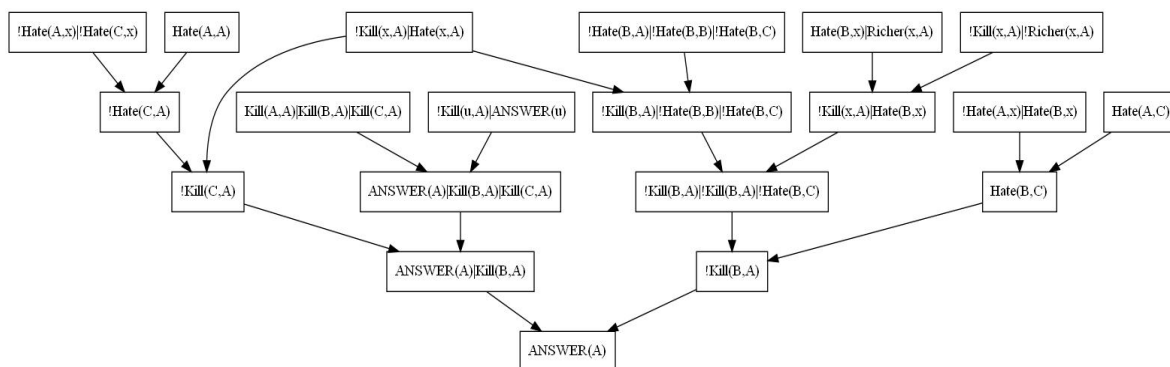 !Hate(A,x)|!Hate(C,x)
Hate(A,A)
!Kill(x,A)|Hate(x,A)
!Hate(B,A)|!Hate(B,B)|!Hate(B,C)
Hate(B,x)|Richer(x,A)
!Kill(x,A)|!Richer(x,A)
!Hate(C,A)
Kill(A,A)|Kill(B,A)|Kill(C,A)
!Kill(u,A)|ANSWER(u)
!Kill(B,A)|!Hate(B,B)|!Hate(B,C)
!Kill(x,A)|Hate(B,x)
!Hate(A,x)|Hate(B,x)
Hate(A,C)
!Kill(C,A)
ANSWER(A)|Kill(B,A)|Kill(C,A)
!Kill(B,A)|!Kill(B,A)|!Hate(B,C)
Hate(B,C)
ANSWER(A)|Kill(B,A)
!Kill(B,A)
ANSWER(A)